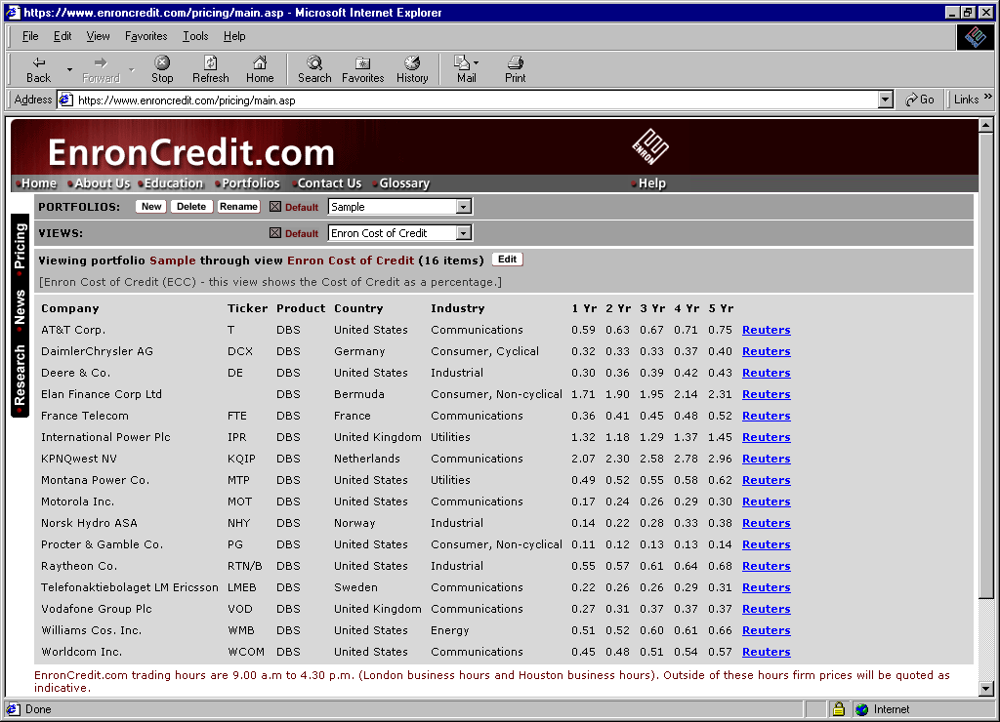 https://www.enroncredit.com/pricing/main.asp - Microsoft Internet Explorer
File Edit View Favorites Tools Help
Back Forward Stop Refresh Home Search Favorites History Mail Print
Address https://www.enroncredit.com/pricing/main.asp Go Links »
EnronCredit.com ENRON
Home About Us Education Portfolios Contact Us Glossary Help
Pricing
News
Research
PORTFOLIOS: New Delete Rename Default Sample
VIEWS: Default Enron Cost of Credit
Viewing portfolio Sample through view Enron Cost of Credit (16 items) Edit
[Enron Cost of Credit (ECC) - this view shows the Cost of Credit as a percentage.]
Company Ticker Product Country Industry 1 Yr 2 Yr 3 Yr 4 Yr 5 Yr
AT&T Corp. T DBS United States Communications 0.59 0.63 0.67 0.71 0.75 Reuters
DaimlerChrysler AG DCX DBS Germany Consumer, Cyclical 0.32 0.33 0.33 0.37 0.40 Reuters
Deere & Co. DE DBS United States Industrial 0.30 0.36 0.39 0.42 0.43 Reuters
Elan Finance Corp Ltd DBS Bermuda Consumer, Non-cyclical 1.71 1.90 1.95 2.14 2.31 Reuters
France Telecom FTE DBS France Communications 0.36 0.41 0.45 0.48 0.52 Reuters
International Power Plc IPR DBS United Kingdom Utilities 1.32 1.18 1.29 1.37 1.45 Reuters
KPNQwest NV KQIP DBS Netherlands Communications 2.07 2.30 2.58 2.78 2.96 Reuters
Montana Power Co. MTP DBS United States Utilities 0.49 0.52 0.55 0.58 0.62 Reuters
Motorola Inc. MOT DBS United States Communications 0.17 0.24 0.26 0.29 0.30 Reuters
Norsk Hydro ASA NHY DBS Norway Industrial 0.14 0.22 0.28 0.33 0.38 Reuters
Procter & Gamble Co. PG DBS United States Consumer, Non-cyclical 0.11 0.12 0.13 0.13 0.14 Reuters
Raytheon Co. RTN/B DBS United States Industrial 0.55 0.57 0.61 0.64 0.68 Reuters
Telefonaktiebolaget LM Ericsson LMEB DBS Sweden Communications 0.22 0.26 0.26 0.29 0.31 Reuters
Vodafone Group Plc VOD DBS United Kingdom Communications 0.27 0.31 0.37 0.37 0.37 Reuters
Williams Cos. Inc. WMB DBS United States Energy 0.51 0.52 0.60 0.61 0.66 Reuters
Worldcom Inc. WCOM DBS United States Communications 0.45 0.48 0.51 0.54 0.57 Reuters
EnronCredit.com trading hours are 9.00 a.m to 4.30 p.m. (London business hours and Houston business hours). Outside of these hours firm prices will be quoted as
indicative.
Done Internet